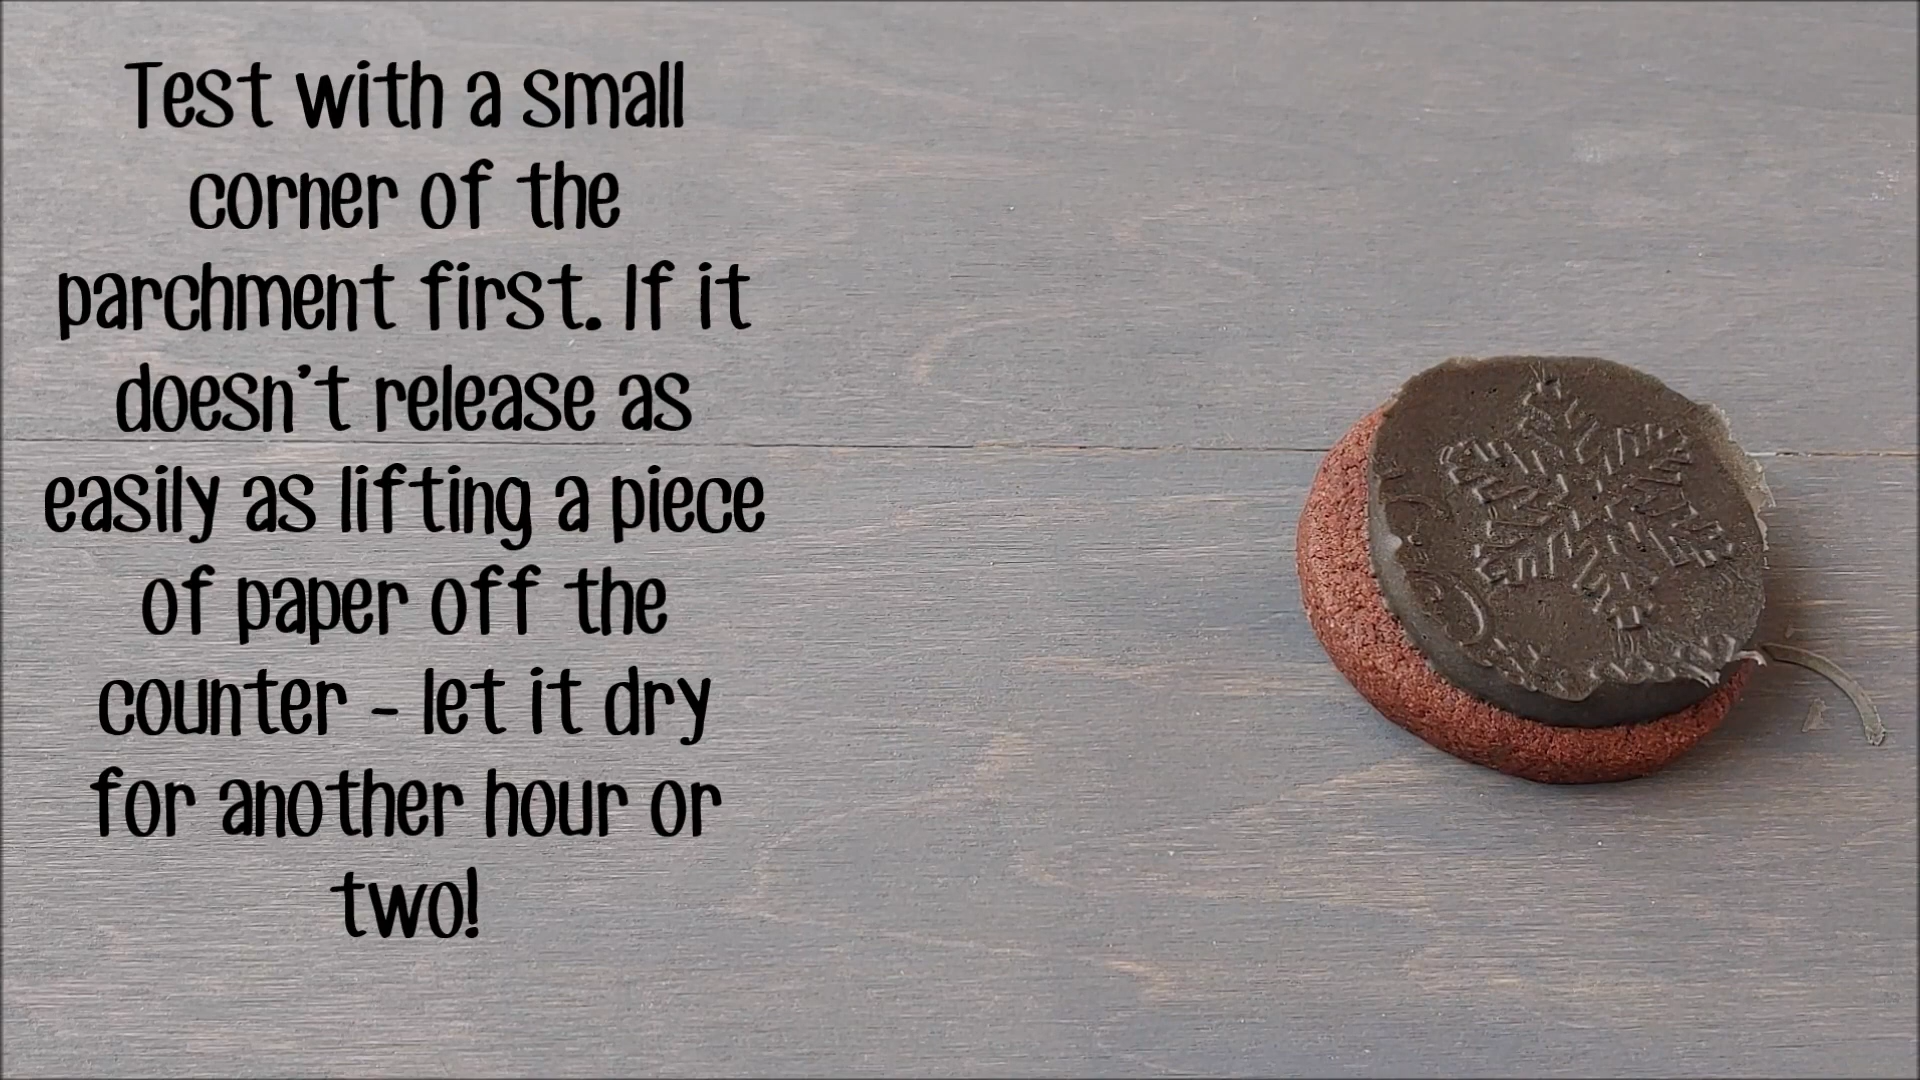 Test with a small
corner of the
parchment first. If it
doesn't release as
easily as lifting a piece
of paper off the
counter - let it dry
for another hour or
two!